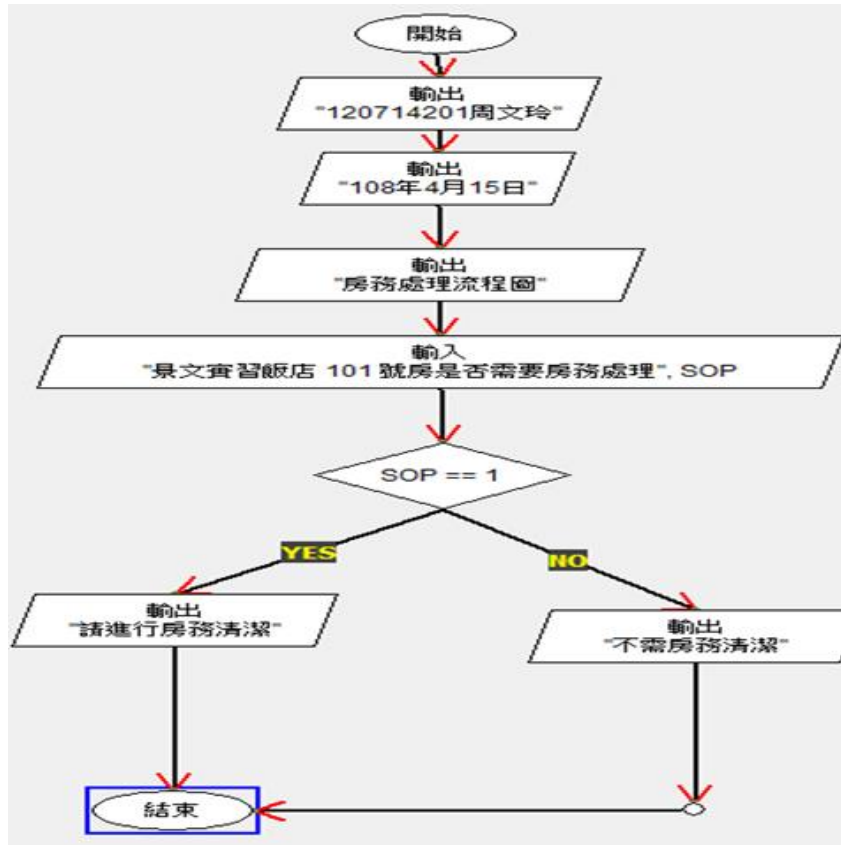 開始
輸出
"120714201周文玲"
輸出
"108年4月15日"
輸出
"房務處理流程圖"
輸入
"景文實習飯店 101 號房是否需要房務處理", SOP
SOP == 1
YES
NO
輸出
"請進行房務清潔"
輸出
"不需房務清潔"
結束